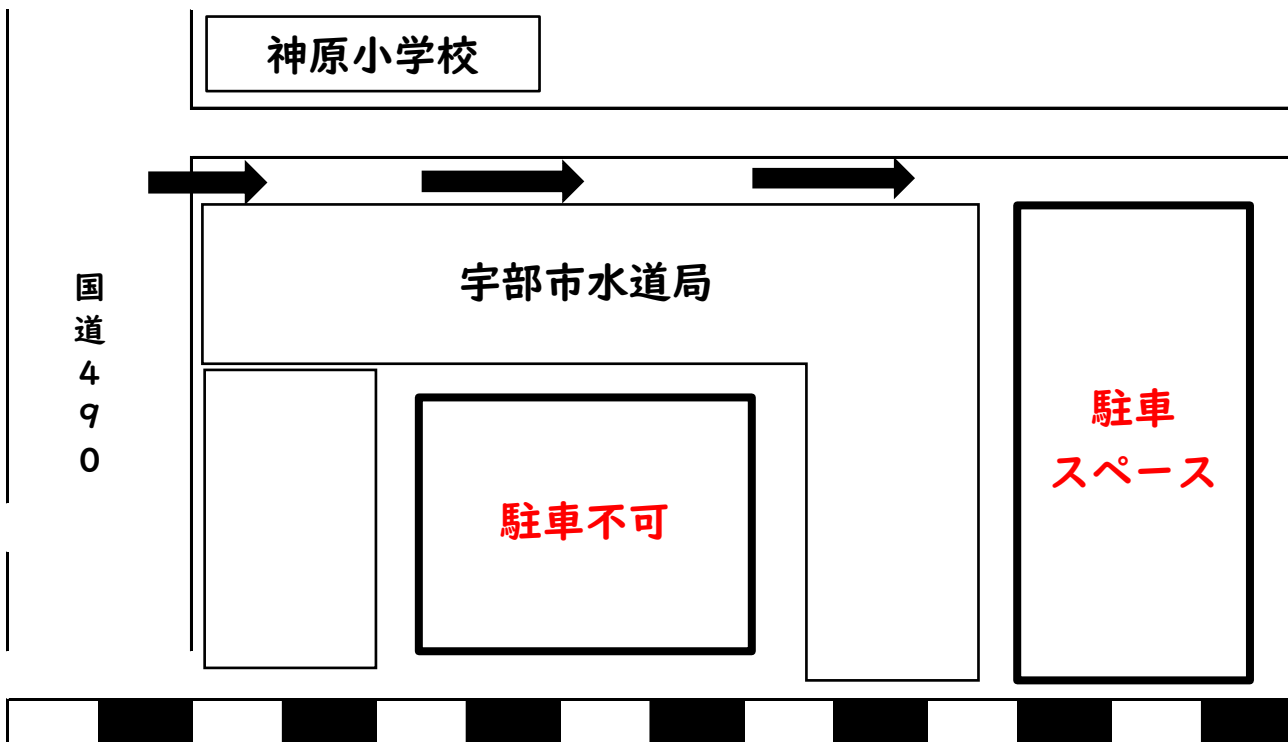 神原小学校
宇部市水道局
国道490
駐車不可
駐車
スペース